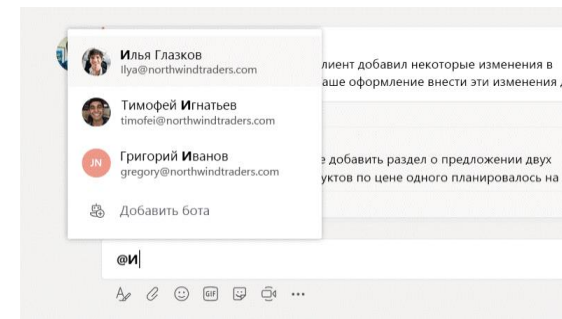 Илья Глазков
Ilya@northwindtraders.com
лиент добавил некоторые изменения в
аше оформление внести эти изменения
Тимофей Игнатьев
timofei@northwindtraders.com
JN
Григорий Иванов
gregory@northwindtraders.com
е добавить раздел о предложении двух
уктов по цене одного планировалось на
Добавить бота
@И
GIF